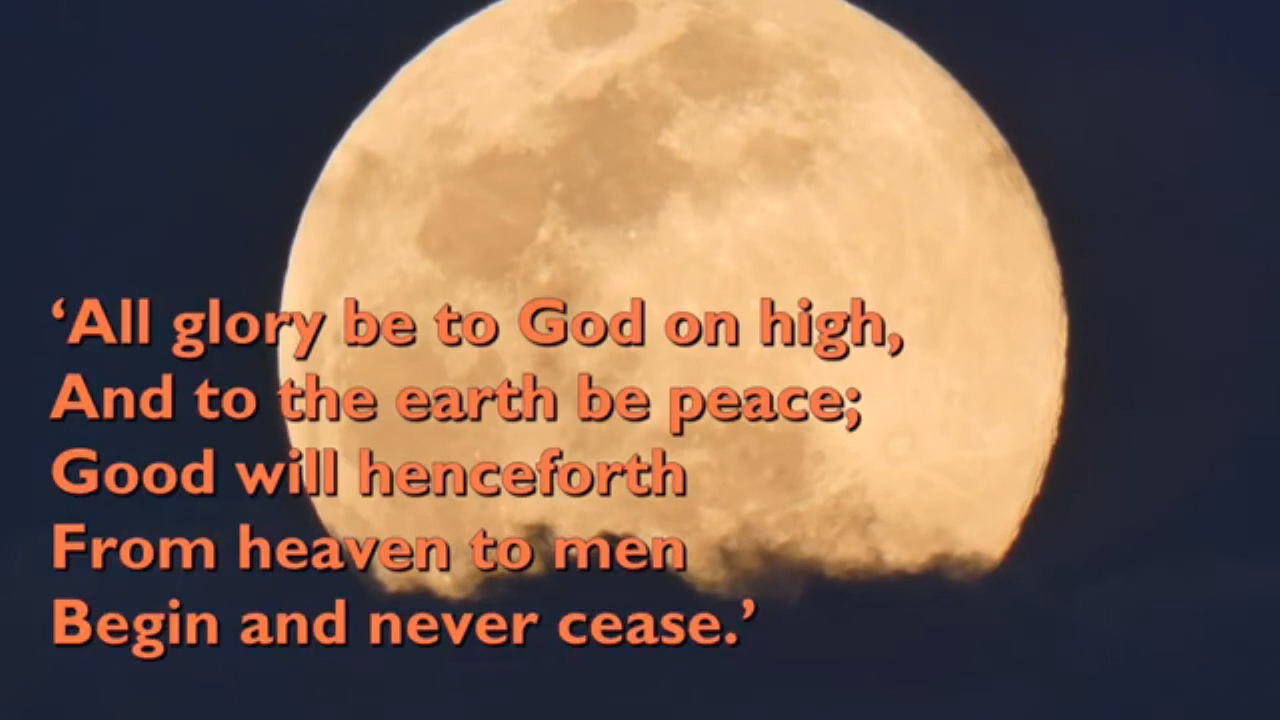 ‘All glory be to God on high,
And to the earth be peace;
Good will henceforth
From heaven to men
Begin and never cease.’